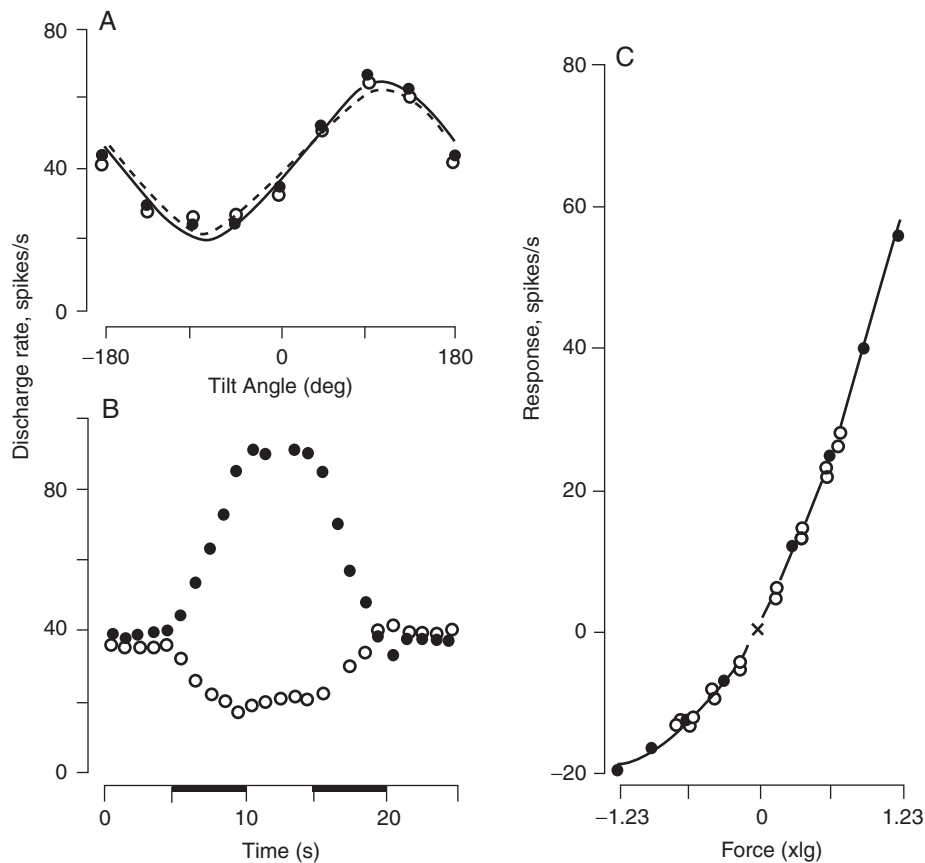 A
80
40
0
−180
0
180
Tilt Angle (deg)
Discharge rate, spikes/s
B
80
40
0
0
10
20
Time (s)
C
80
60
40
20
0
−20
Response, spikes/s
−1.23
0
1.23
Force (xlg)